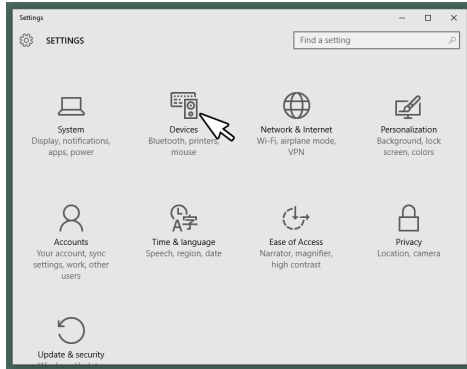 Settings
SETTINGS
Find a setting
System
Display, notifications,
apps, power
Devices
Bluetooth, printers,
mouse
Network & Internet
Wi-Fi, airplane mode,
VPN
Personalization
Background, lock
screen, colors
Accounts
Your account, sync
settings, work, other
users
Time & language
Speech, region, date
Ease of Access
Narrator, magnifier,
high contrast
Privacy
Location, camera
Update & security